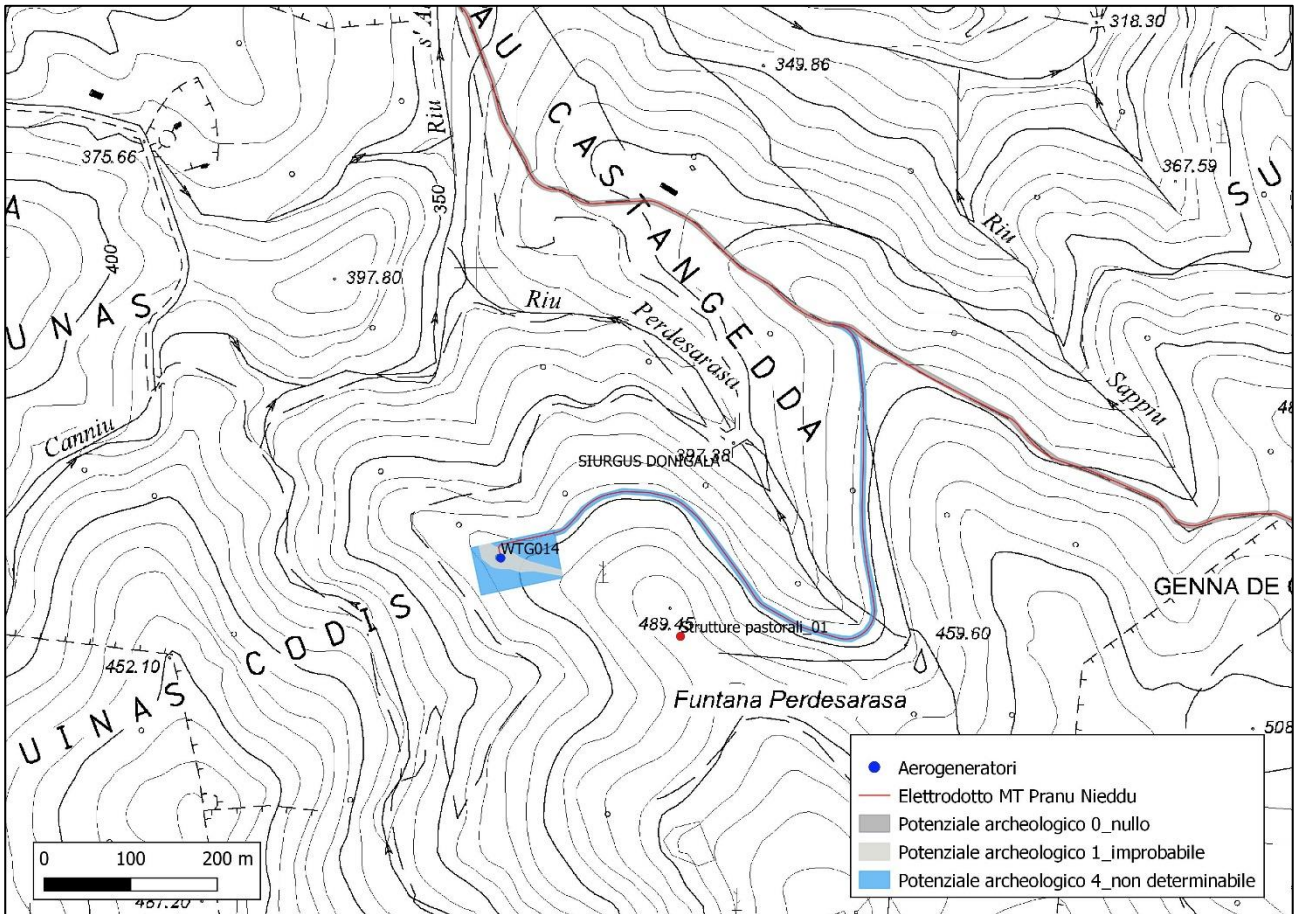 318.30
s' A
AU
349.86
Riu
375.66
CASTANGEDDA
367.59
SU
A
350
400
397.80
Riu
Riu
UNAS
Perdesarasa
Sappiu
Canniu
SIURGUS DONIGALA
397.38
WTG014
GENNA DE
489.45
Strutture pastorali_01
459.60
452.10
UINAS CODIS
Funtana Perdesarasa
508
Aerogeneratori
Elettrodotto MT Pranu Nieddu
Potenziale archeologico 0_nullo
Potenziale archeologico 1_improbabile
Potenziale archeologico 4_non determinabile
0 100 200 m